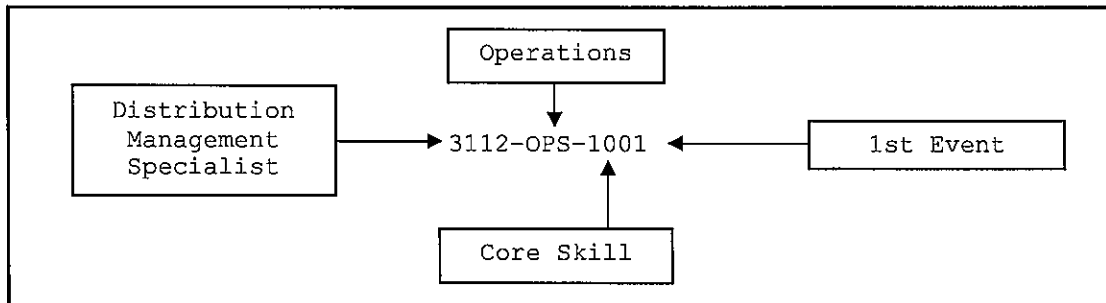 Operations
Distribution
Management
Specialist
3112-OPS-1001
1st Event
Core Skill